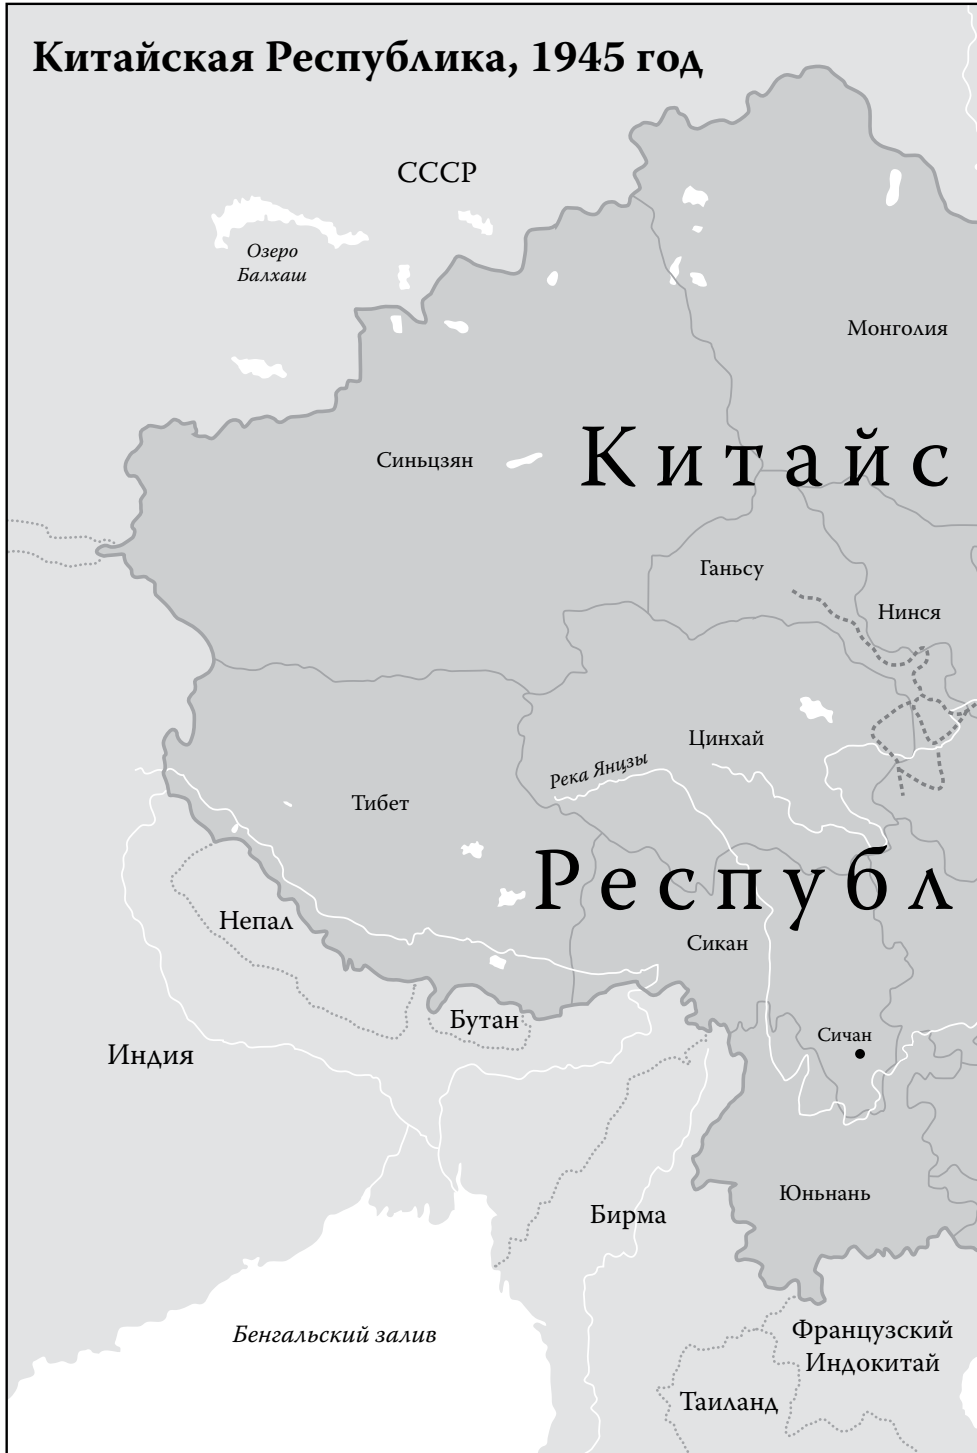 Китайская Республика, 1945 год
СССР
Озеро
Балхаш
Монголия
Синьцзян
Китайс
Ганьсу
Нинся
Цинхай
Река Янцзы
Тибет
Республ
Непал
Сикан
Бутан
Сичан
Индия
Юньнань
Бирма
Бенгальский залив
Французский
Индокитай
Таиланд